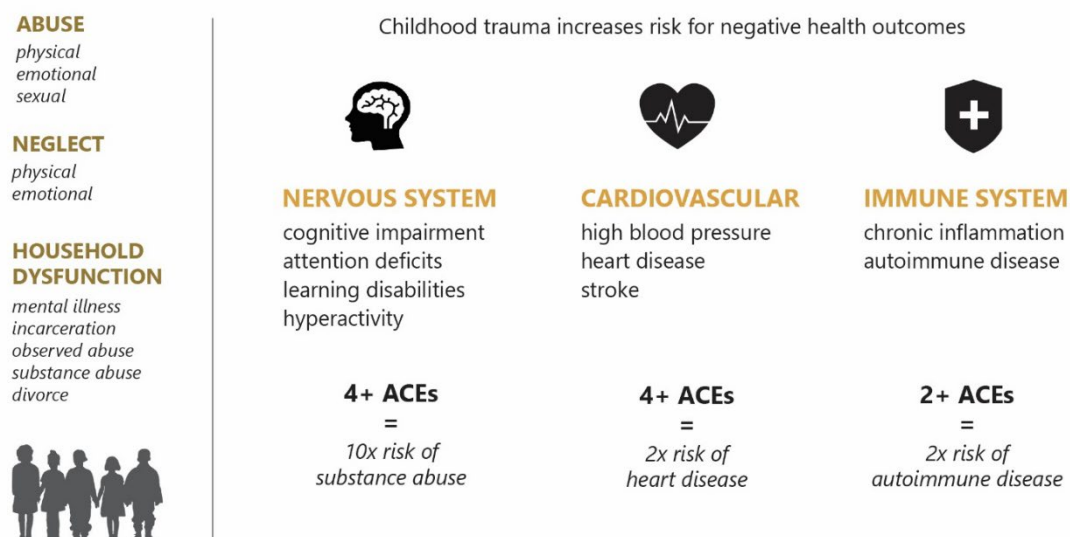 ABUSE
physical
emotional
sexual
NEGLECT
physical
emotional
HOUSEHOLD
DYSFUNCTION
mental illness
incarceration
observed abuse
substance abuse
divorce
Childhood trauma increases risk for negative health outcomes
NERVOUS SYSTEM
cognitive impairment
attention deficits
learning disabilities
hyperactivity
4+ ACEs
=
10x risk of
substance abuse
CARDIOVASCULAR
high blood pressure
heart disease
stroke
4+ ACEs
=
2x risk of
heart disease
IMMUNE SYSTEM
chronic inflammation
autoimmune disease
2+ ACEs
=
2x risk of
autoimmune disease